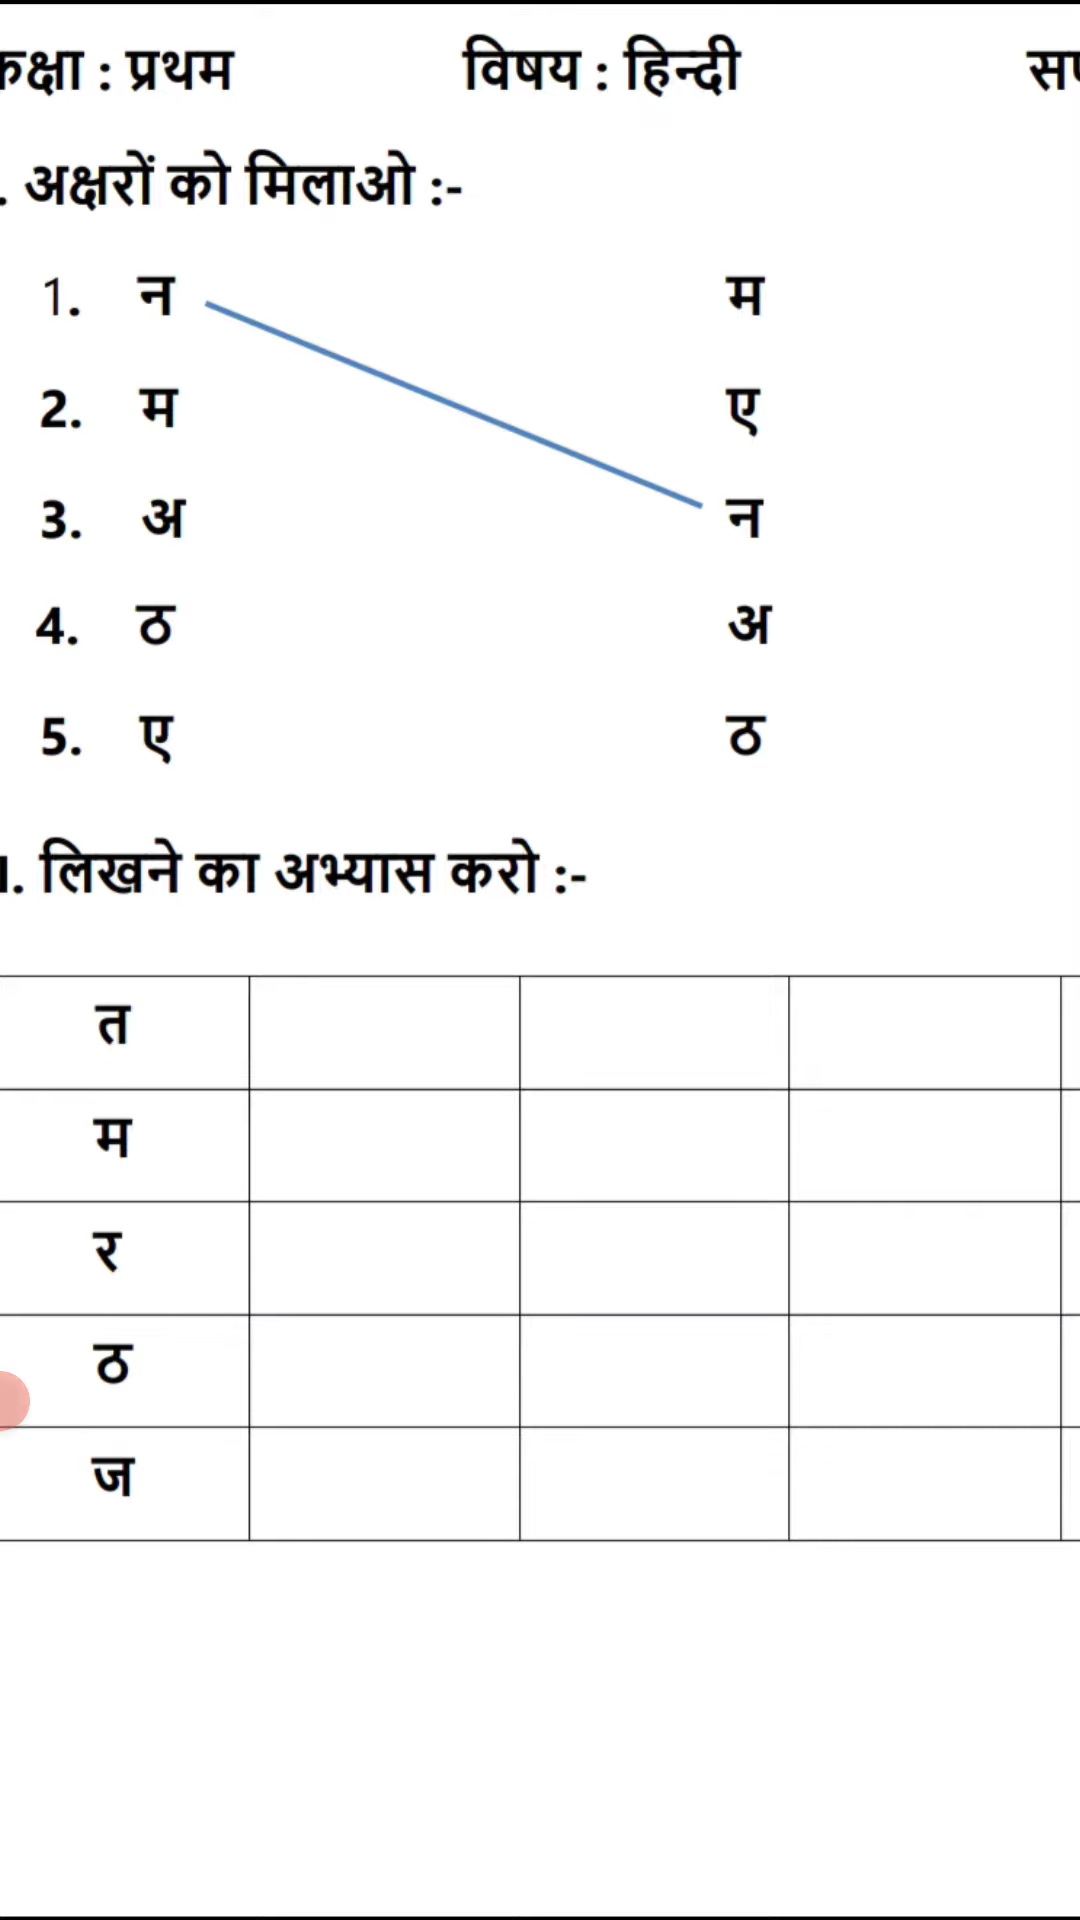 कक्षा : प्रथम विषय : हिन्दी
. अक्षरों को मिलाओ :-
1. न म
2. म ए
3. अ न
4. ठ अ
5. ए ठ
I. लिखने का अभ्यास करो :-
त
म
र
ठ
ज